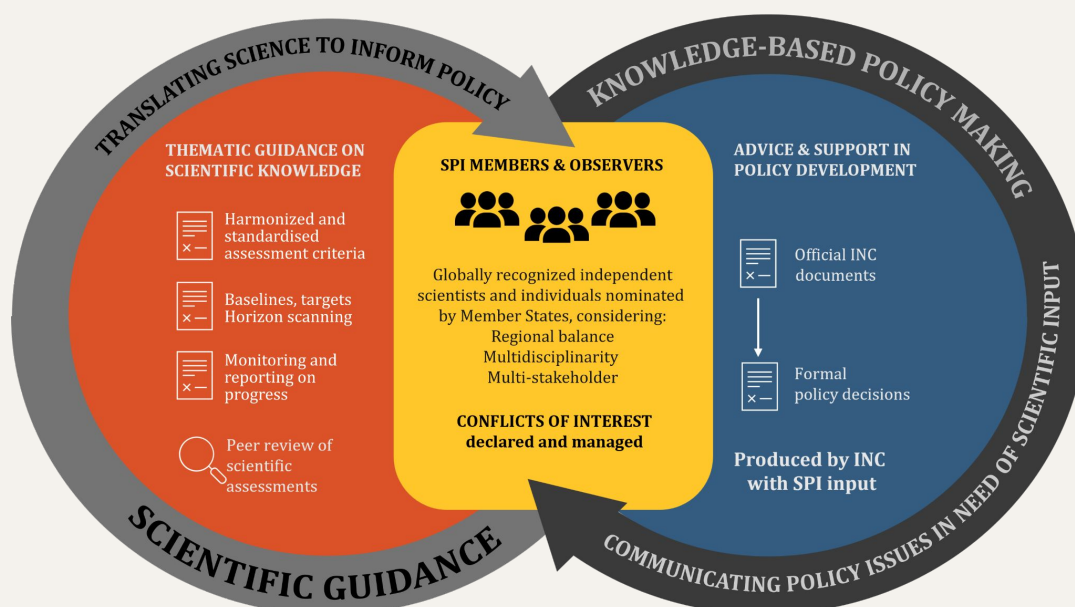 TRANSLATING SCIENCE TO INFORM POLICY
THEMATIC GUIDANCE ON
SCIENTIFIC KNOWLEDGE
Harmonized and
standardised
assessment criteria
Baselines, targets
Horizon scanning
Monitoring and
reporting on
progress
Peer review of
scientific
assessments
SCIENTIFIC GUIDANCE
SPI MEMBERS & OBSERVERS
Globally recognized independent
scientists and individuals nominated
by Member States, considering:
Regional balance
Multidisciplinarity
Multi-stakeholder
CONFLICTS OF INTEREST
declared and managed
KNOWLEDGE-BASED POLICY MAKING
ADVICE & SUPPORT IN
POLICY DEVELOPMENT
Official INC
documents
Formal
policy decisions
Produced by INC
with SPI input
COMMUNICATING POLICY ISSUES IN NEED OF SCIENTIFIC INPUT